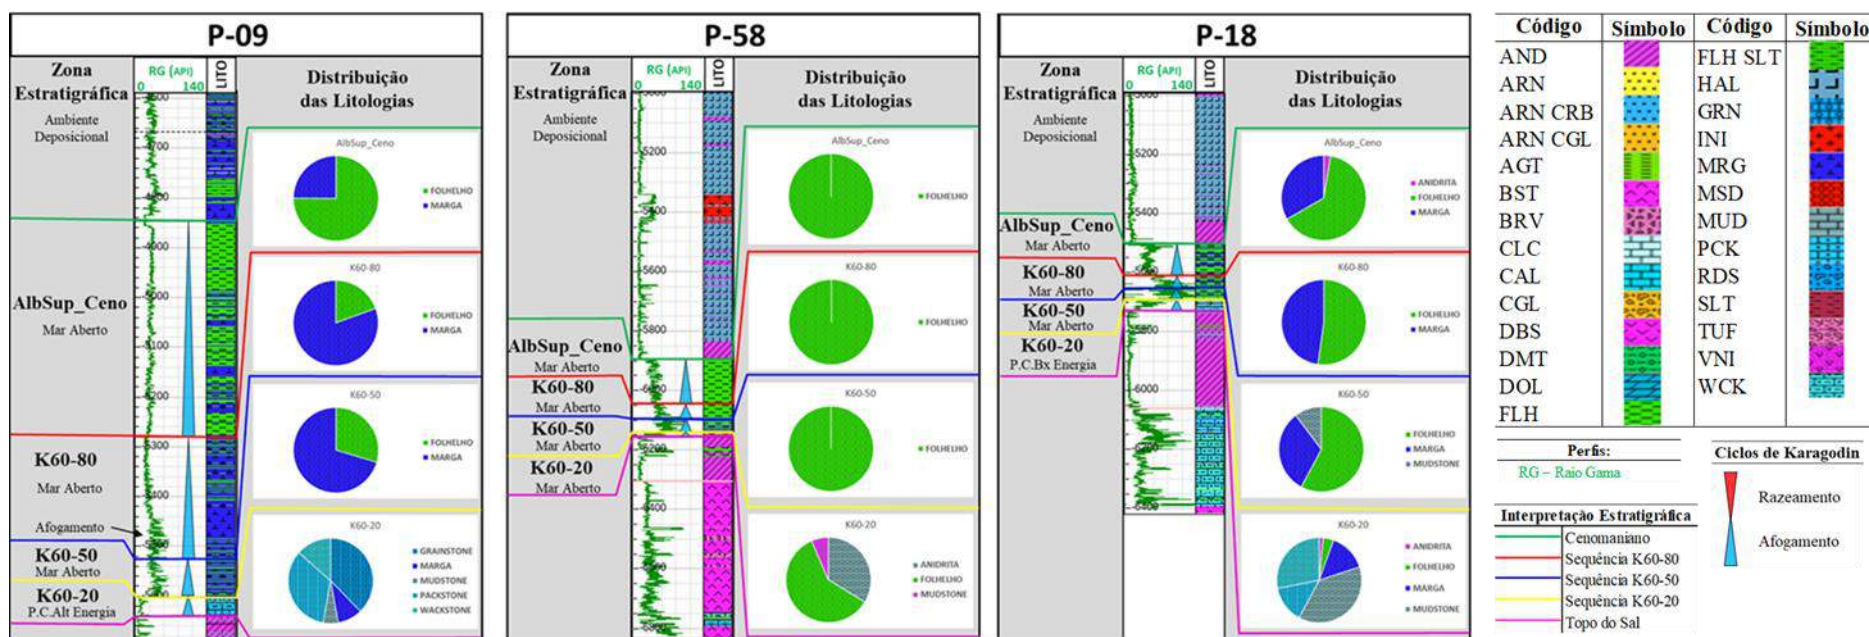 P-09
Zona
Estratigráfica
Ambiente
Deposicional
RG (API)
0 140
LITO
Distribuição
das Litologias
AlbSup_Ceno
FOLHELHO
MARGA
AlbSup_Ceno
Mar Aberto
K60-80
FOLHELHO
MARGA
K60-80
Mar Aberto
Afogamento
K60-50
FOLHELHO
MARGA
K60-50
Mar Aberto
K60-20
P.C.Alt Energia
K60-20
GRAINSTONE
MARGA
MUDSTONE
PACKSTONE
WACKSTONE
P-58
Zona
Estratigráfica
Ambiente
Deposicional
RG (API)
0 140
LITO
Distribuição
das Litologias
5200
5600
5800
AlbSup_Ceno
FOLHELHO
K60-80
FOLHELHO
K60-50
FOLHELHO
AlbSup_Ceno
Mar Aberto
K60-80
Mar Aberto
K60-50
Mar Aberto
K60-20
Mar Aberto
K60-20
ANIDRITA
FOLHELHO
MUDSTONE
P-18
Zona
Estratigráfica
Ambiente
Deposicional
RG (API)
0 140
LITO
Distribuição
das Litologias
5200
5400
6000
AlbSup_Ceno
ANIDRITA
FOLHELHO
MARGA
AlbSup_Ceno
Mar Aberto
K60-80
Mar Aberto
K60-50
Mar Aberto
K60-20
P.C.Bx Energia
K60-80
FOLHELHO
MARGA
K60-50
FOLHELHO
MARGA
MUDSTONE
K60-20
ANIDRITA
FOLHELHO
MARGA
MUDSTONE
Código Símbolo Código Símbolo
AND FLH SLT
ARN HAL
ARN CRB GRN
ARN CGL INI
AGT MRG
BST MSD
BRV MUD
CLC PCK
CAL RDS
CGL SLT
DBS TUF
DMT VNI
DOL WCK
FLH
Perfis:
RG – Raio Gama
Interpretação Estratigráfica
Cenomaniano
Sequência K60-80
Sequência K60-50
Sequência K60-20
Topo do Sal
Ciclos de Karagodin
Razeamento
Afogamento